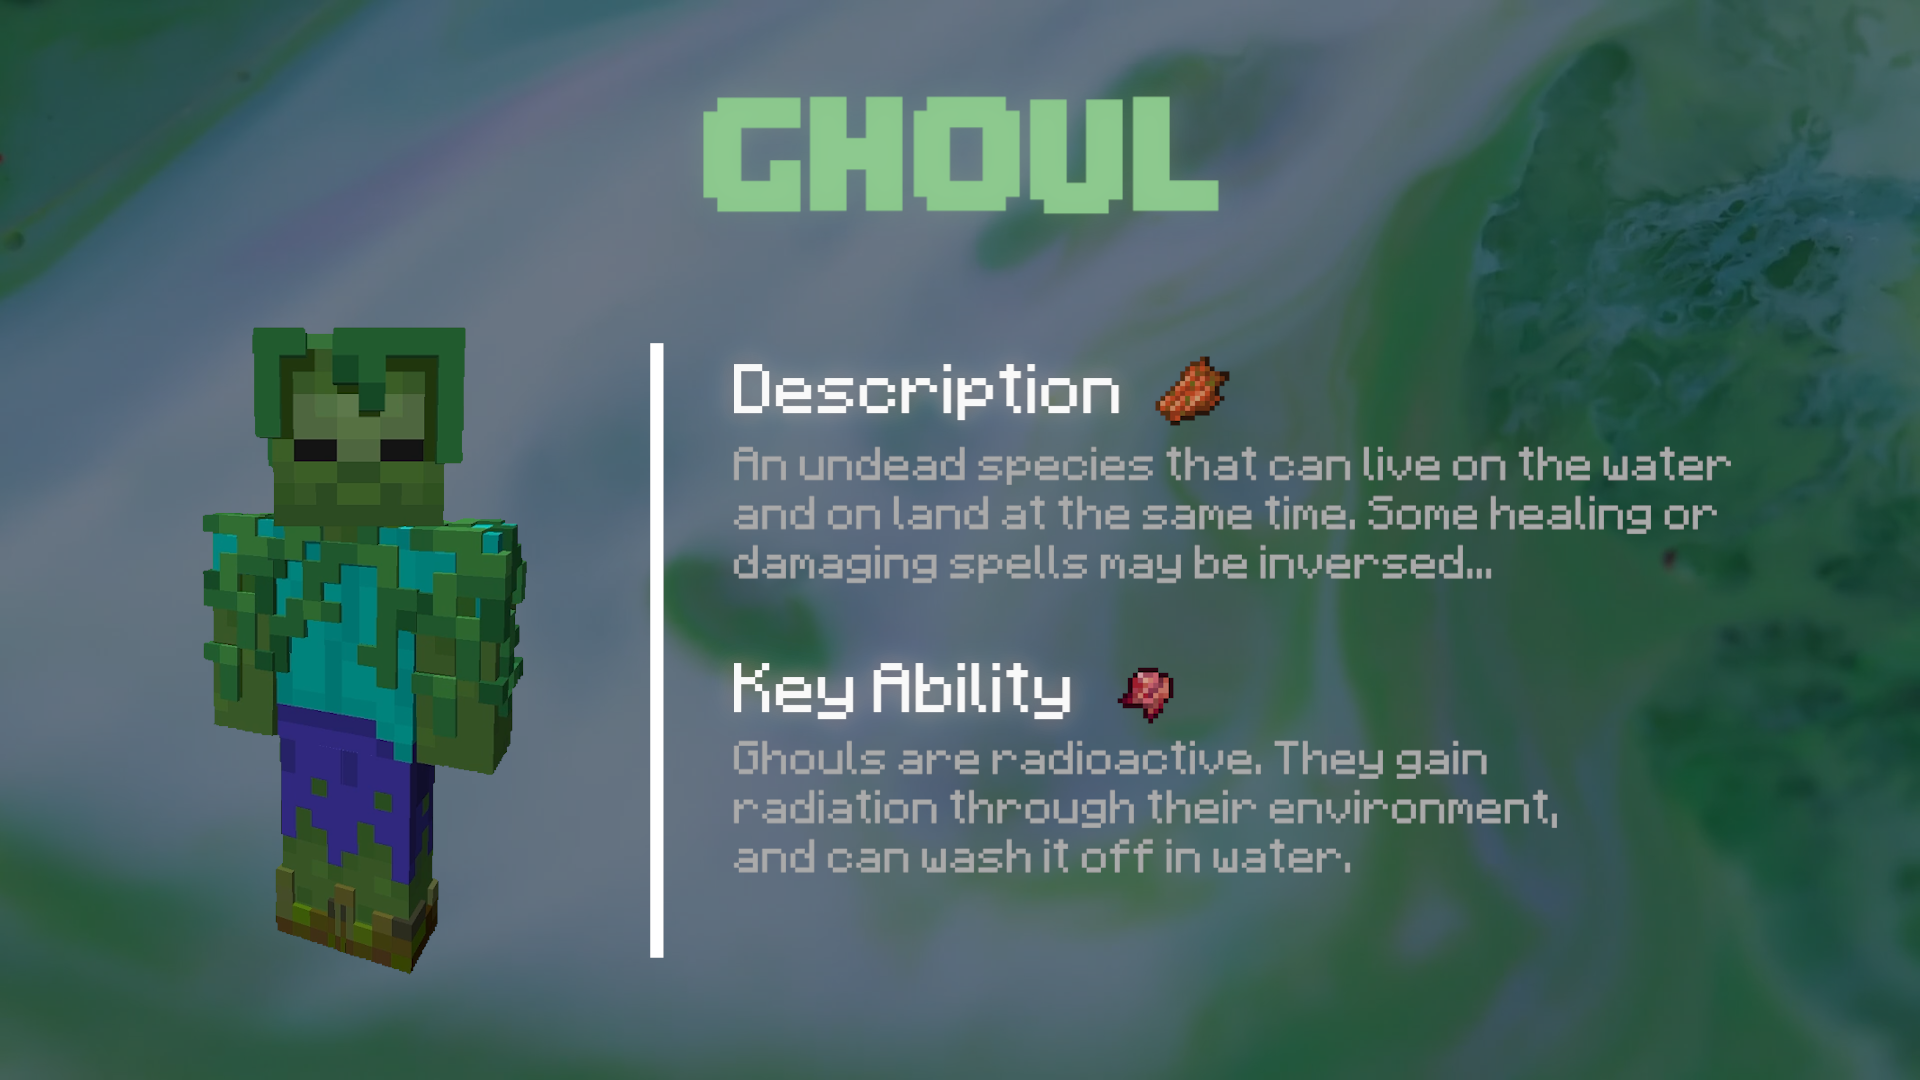 GHOUL
Description
An undead species that can live on the water
and on land at the same time. Some healing or
damaging spells may be inversed...
Key Ability
Ghouls are radioactive. They gain
radiation through their environment,
and can wash it off in water.